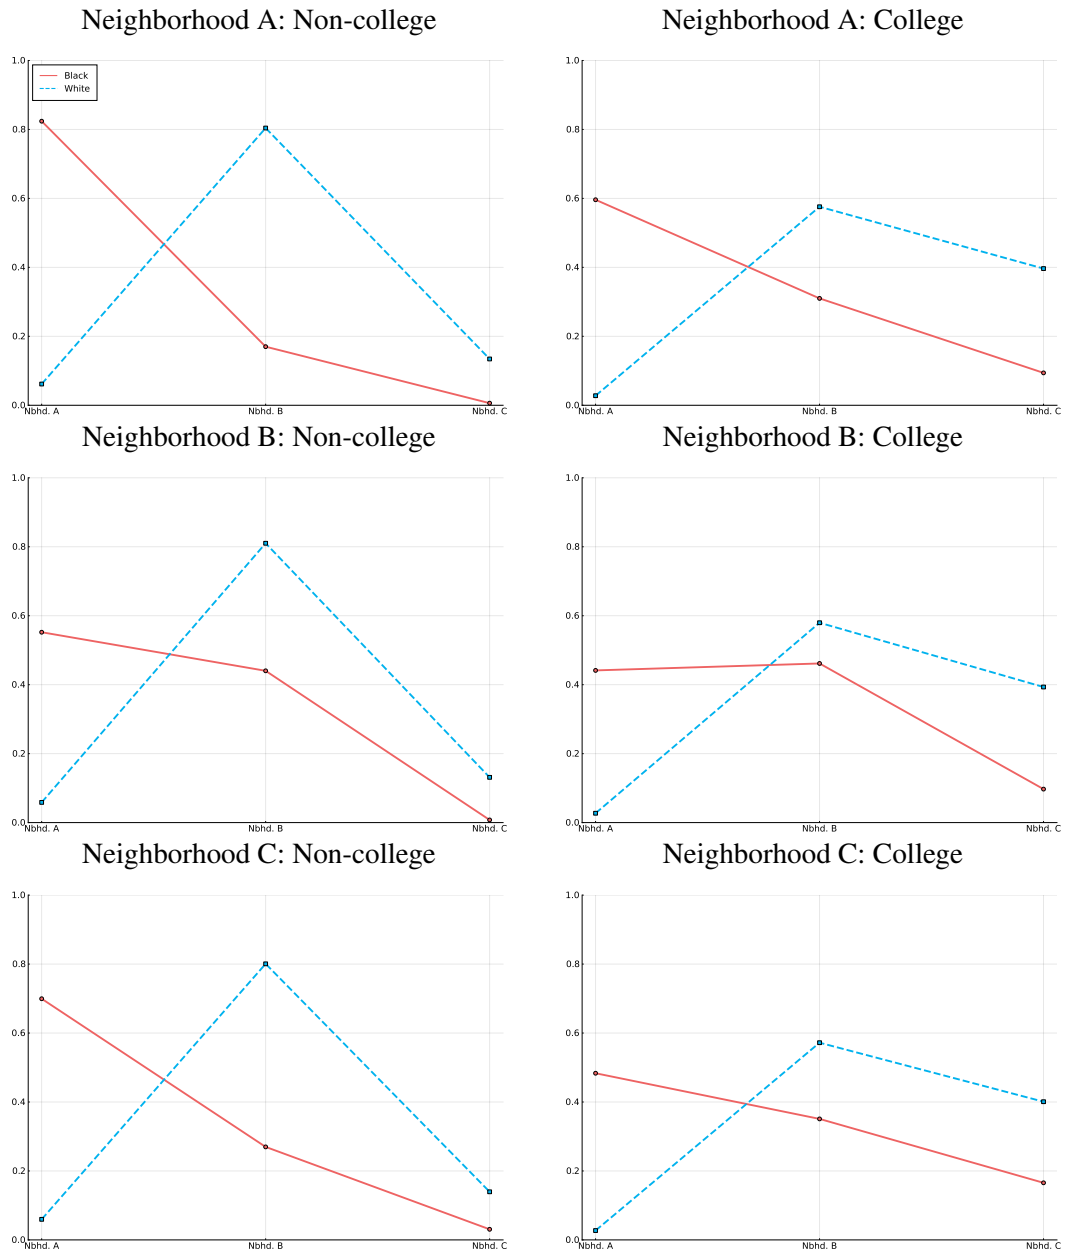 Neighborhood A: Non-college
1.0
0.8
0.6
0.4
0.2
0.0
Black
White
Nbhd. A
Nbhd. B
Nbhd. C
Neighborhood A: College
1.0
0.8
0.6
0.4
0.2
0.0
Nbhd. A
Nbhd. B
Nbhd. C
Neighborhood B: Non-college
1.0
0.8
0.6
0.4
0.2
0.0
Nbhd. A
Nbhd. B
Nbhd. C
Neighborhood B: College
1.0
0.8
0.6
0.4
0.2
0.0
Nbhd. A
Nbhd. B
Nbhd. C
Neighborhood C: Non-college
1.0
0.8
0.6
0.4
0.2
0.0
Nbhd. A
Nbhd. B
Nbhd. C
Neighborhood C: College
1.0
0.8
0.6
0.4
0.2
0.0
Nbhd. A
Nbhd. B
Nbhd. C